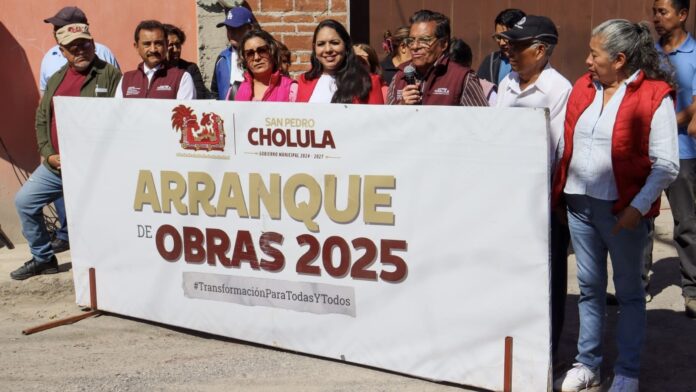 SAN PEDRO
CHOLULA
GOBIERNO MUNICIPAL 2024 - 2027
ARRANQUE
DE OBRAS 2025
#TransformaciónParaTodasYTodos